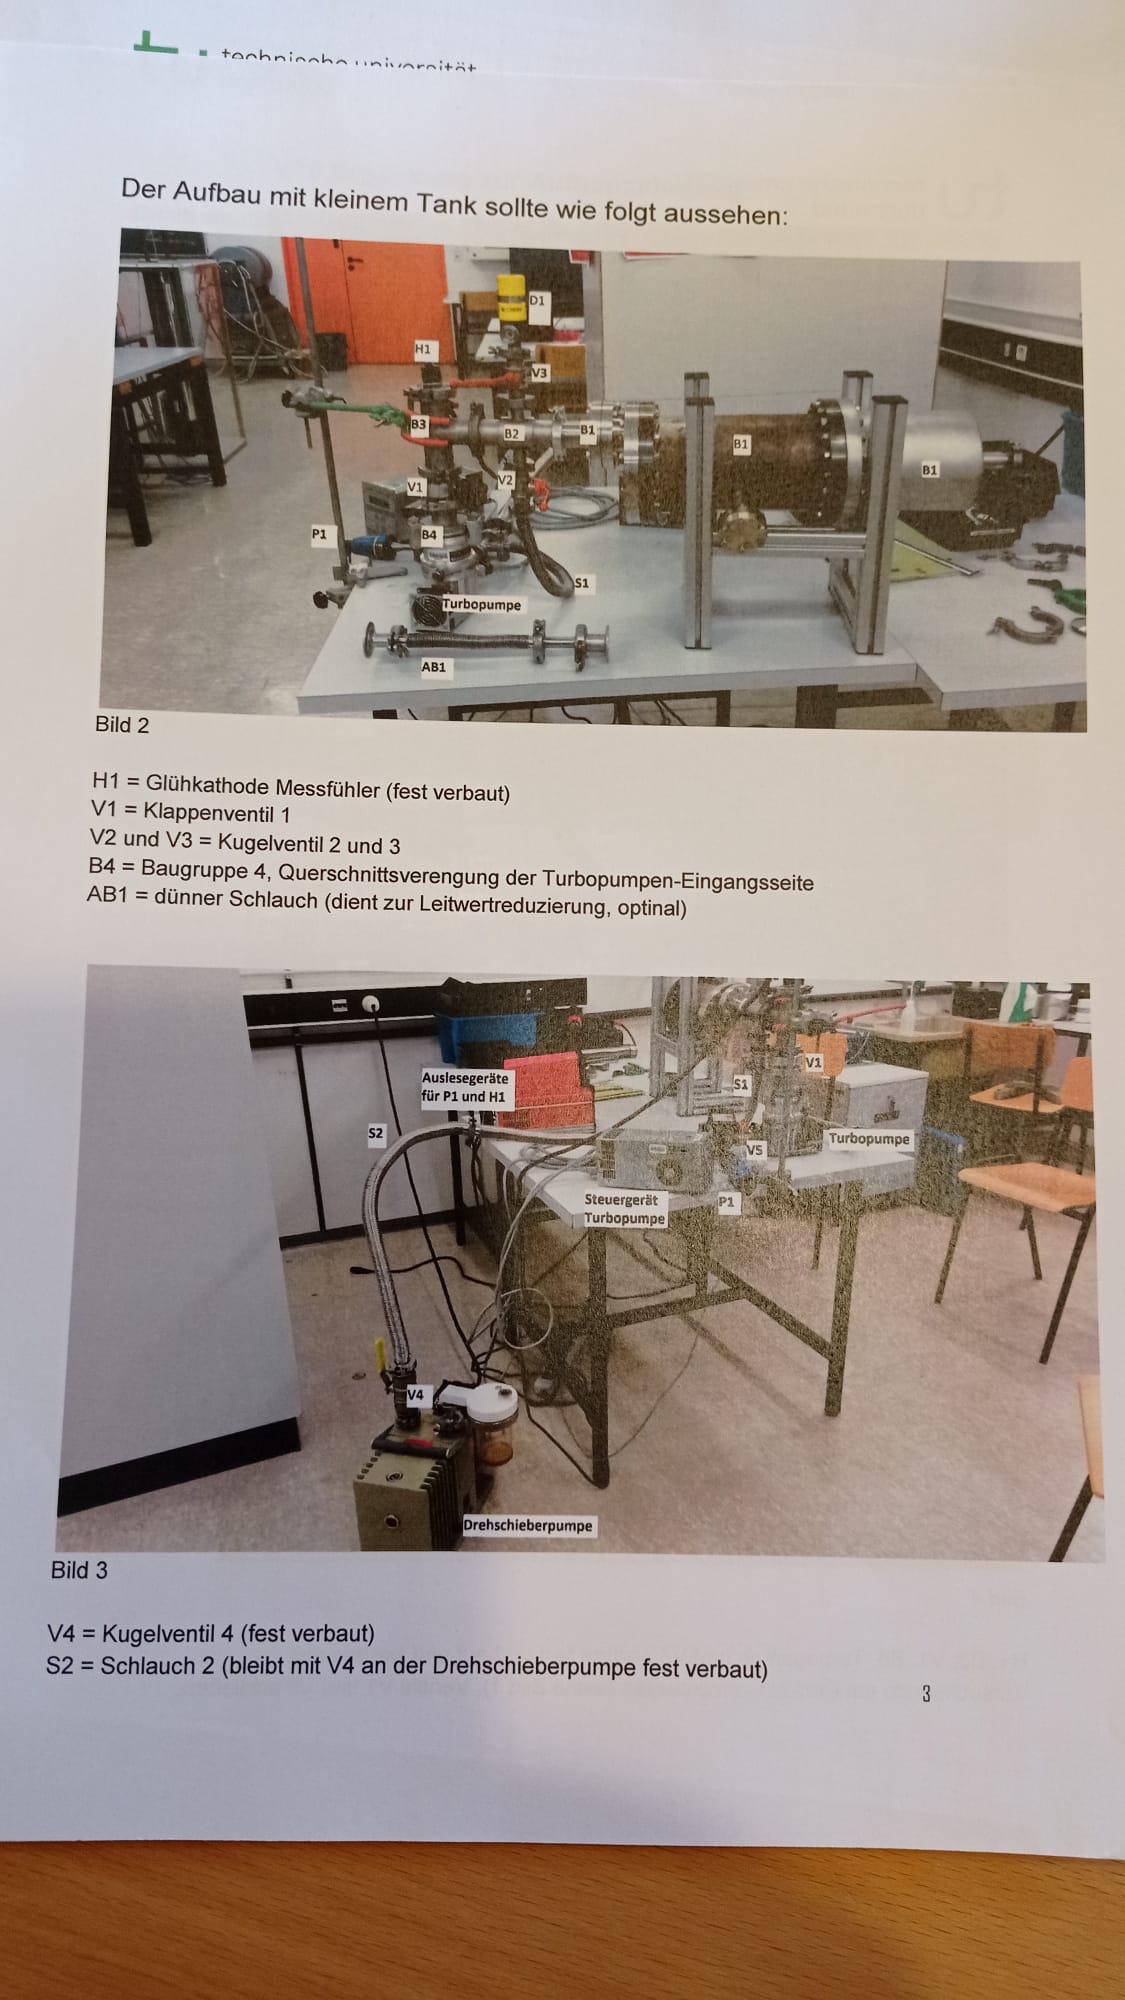 technische universität
Der Aufbau mit kleinem Tank sollte wie folgt aussehen:
D1
H1
V3
B3
B2
B1
B1
B1
V1
V2
P1
B4
S1
Turbopumpe
AB1
Bild 2
H1 = Glühkathode Messfühler (fest verbaut)
V1 = Klappenventil 1
V2 und V3 = Kugelventil 2 und 3
B4 = Baugruppe 4, Querschnittsverengung der Turbopumpen-Eingangsseite
AB1 = dünner Schlauch (dient zur Leitwertreduzierung, optinal)
V1
Auslesegeräte
für P1 und H1
S1
S2
Turbopumpe
V5
Steuergerät
Turbopumpe
P1
V4
Drehschieberpumpe
Bild 3
V4 = Kugelventil 4 (fest verbaut)
S2 = Schlauch 2 (bleibt mit V4 an der Drehschieberpumpe fest verbaut)
3